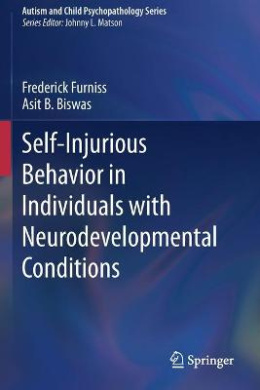 Autism and Child Psychopathology Series
Series Editor: Johnny L. Matson
Frederick Furniss
Asit B. Biswas
Self-Injurious
Behavior in
Individuals with
Neurodevelopmental
Conditions
Springer